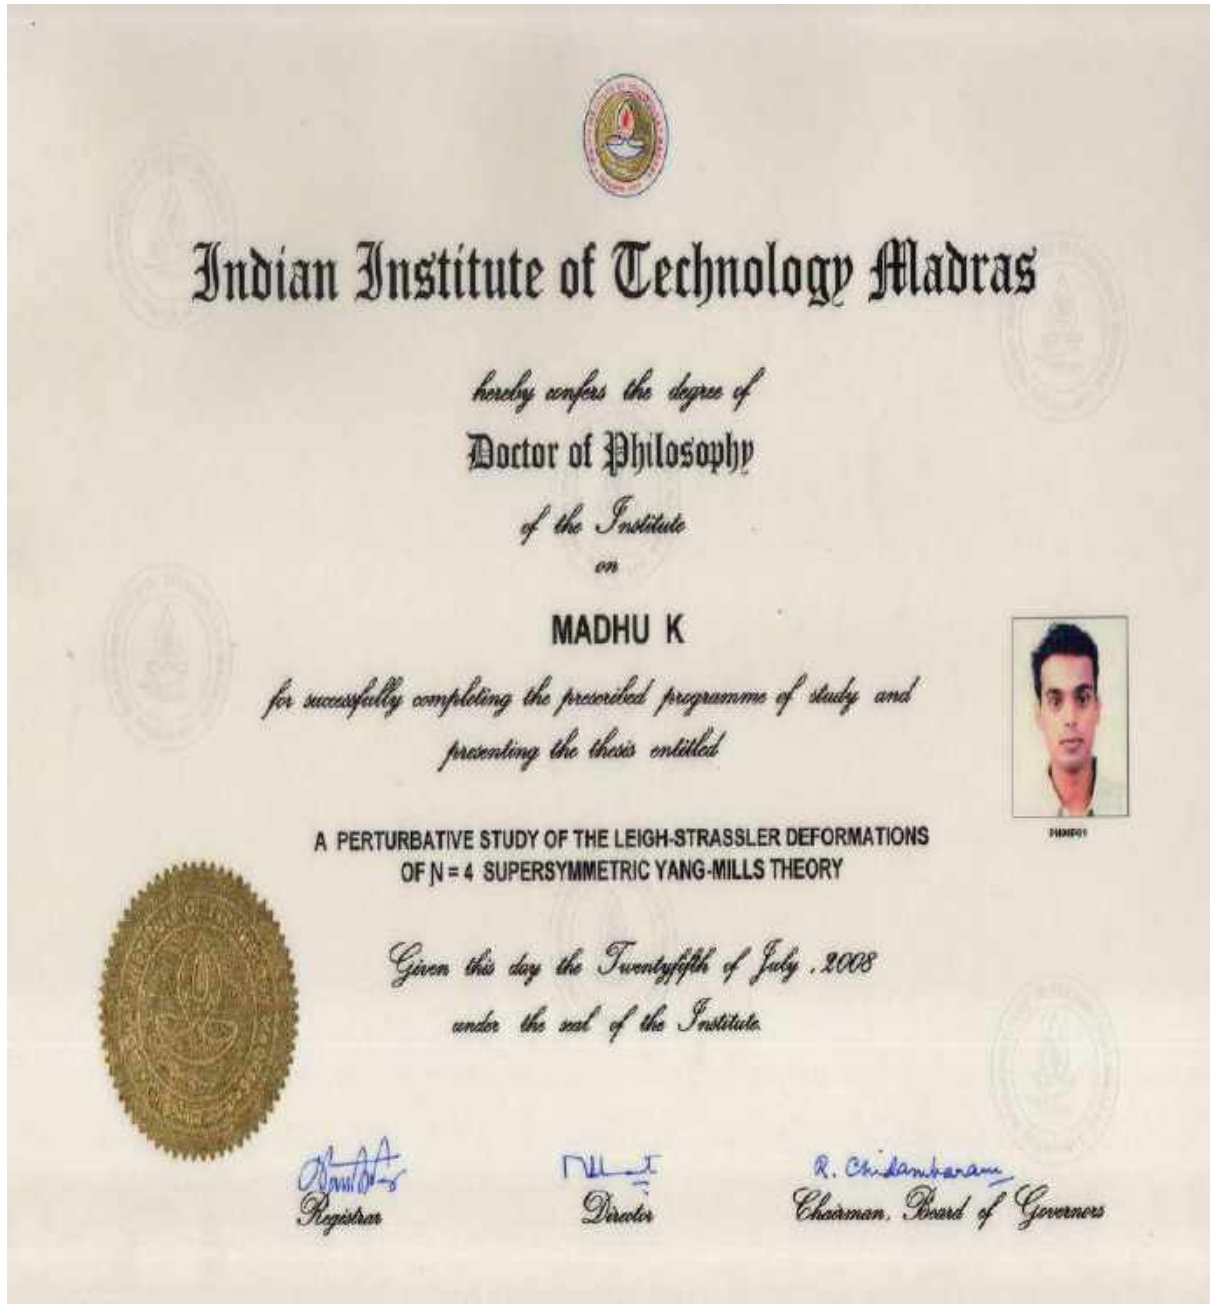 Indian Institute of Technology Madras
hereby confers the degree of
Doctor of Philosophy
of the Institute
on
MADHU K
for successfully completing the prescribed programme of study and
presenting the thesis entitled
A PERTURBATIVE STUDY OF THE LEIGH-STRASSLER DEFORMATIONS
OF N = 4 SUPERSYMMETRIC YANG-MILLS THEORY
Given this day the Twentyfifth of July , 2008
under the seal of the Institute.
R. Chidambaram
Registrar
Director
Chairman, Board of Governors